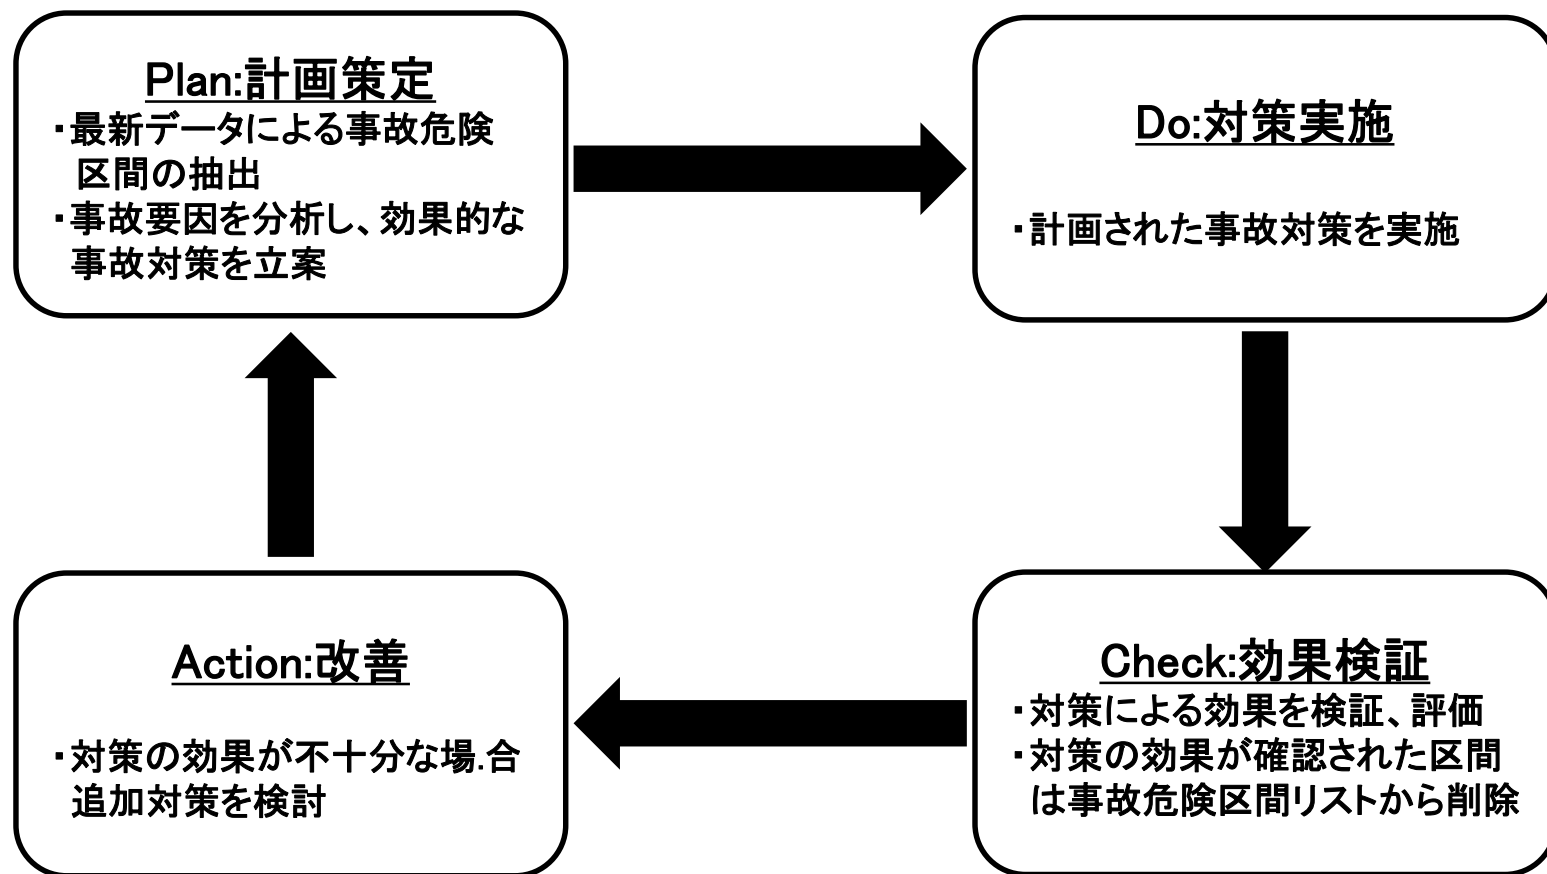 Plan:計画策定
・最新データによる事故危険
区間の抽出
・事故要因を分析し、効果的な
事故対策を立案
Do:対策実施
・計画された事故対策を実施
Check:効果検証
・対策による効果を検証、評価
・対策の効果が確認された区間
は事故危険区間リストから削除
Action:改善
・対策の効果が不十分な場.合
追加対策を検討